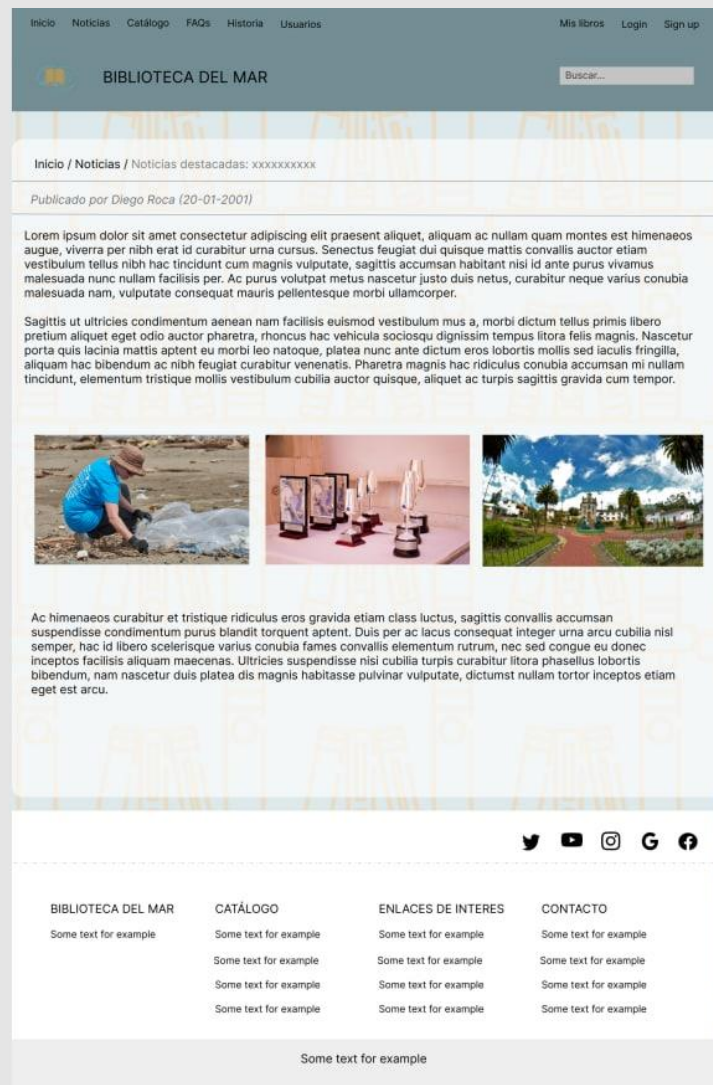 Inicio Noticias Catálogo FAQs Historia Usuarios Mis libros Login Sign up
BIBLIOTECA DEL MAR Buscar...
Inicio / Noticias / Noticias destacadas: xxxxxxxxxx
Publicado por Diego Roca (20-01-2001)
Lorem ipsum dolor sit amet consectetur adipiscing elit praesent aliquet, aliquam ac nullam quam montes est himenaeos
augue, viverra per nibh erat id curabitur urna cursus. Senectus feugiat dui quisque mattis convallis auctor etiam
vestibulum tellus nibh hac tincidunt cum magnis vulputate, sagittis accumsan habitant nisi id ante purus vivamus
malesuada nunc nullam facilisis per. Ac purus volutpat metus nascetur justo duis netus, curabitur neque varius conubia
malesuada nam, vulputate consequat mauris pellentesque morbi ullamcorper.
Sagittis ut ultricies condimentum aenean nam facilisis euismod vestibulum mus a, morbi dictum tellus primis libero
pretium aliquet eget odio auctor pharetra, rhoncus hac vehicula sociosqu dignissim tempus litora felis magnis. Nascetur
porta quis lacinia mattis aptent eu morbi leo natoque, platea nunc ante dictum eros lobortis mollis sed iaculis fringilla,
aliquam hac bibendum ac nibh feugiat curabitur venenatis. Pharetra magnis hac ridiculus conubia accumsan mi nullam
tincidunt, elementum tristique mollis vestibulum cubilia auctor quisque, aliquet ac turpis sagittis gravida cum tempor.
Ac himenaeos curabitur et tristique ridiculus eros gravida etiam class luctus, sagittis convallis accumsan
suspendisse condimentum purus blandit torquent aptent. Duis per ac lacus consequat integer urna arcu cubilia nisl
semper, hac id libero scelerisque varius conubia fames convallis elementum rutrum, nec sed congue eu donec
inceptos facilisis aliquam maecenas. Ultricies suspendisse nisi cubilia turpis curabitur litora phasellus lobortis
bibendum, nam nascetur duis platea dis magnis habitasse pulvinar vulputate, dictumst nullam tortor inceptos etiam
eget est arcu.
BIBLIOTECA DEL MAR CATÁLOGO ENLACES DE INTERES CONTACTO
Some text for example Some text for example Some text for example Some text for example
Some text for example Some text for example Some text for example
Some text for example Some text for example Some text for example
Some text for example Some text for example Some text for example
Some text for example